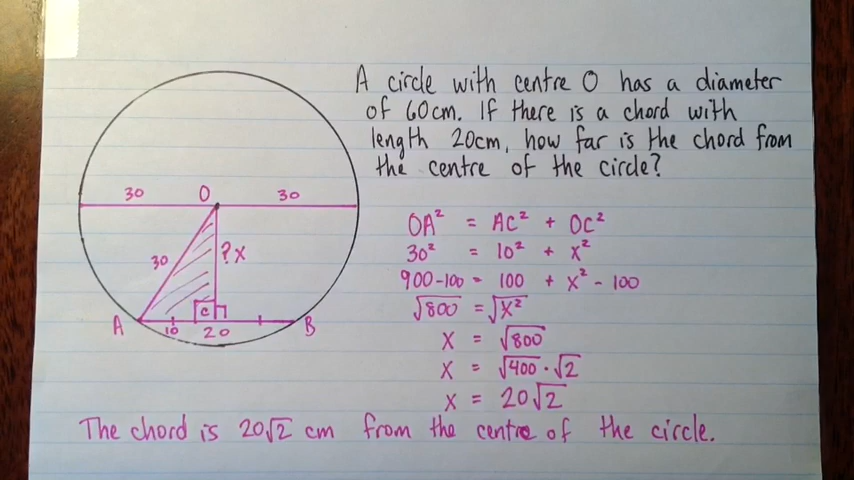 A circle with centre O has a diameter
of 60cm. If there is a chord with
length 20cm, how far is the chord from
the centre of the circle?
30 O 30
30 ? x
A c B
10 20
OA² = AC² + OC²
30² = 10² + x²
900-100 = 100 + x² - 100
√800 = √x²
x = √800
x = √400 · √2
x = 20√2
The chord is 20√2 cm from the centre of the circle.